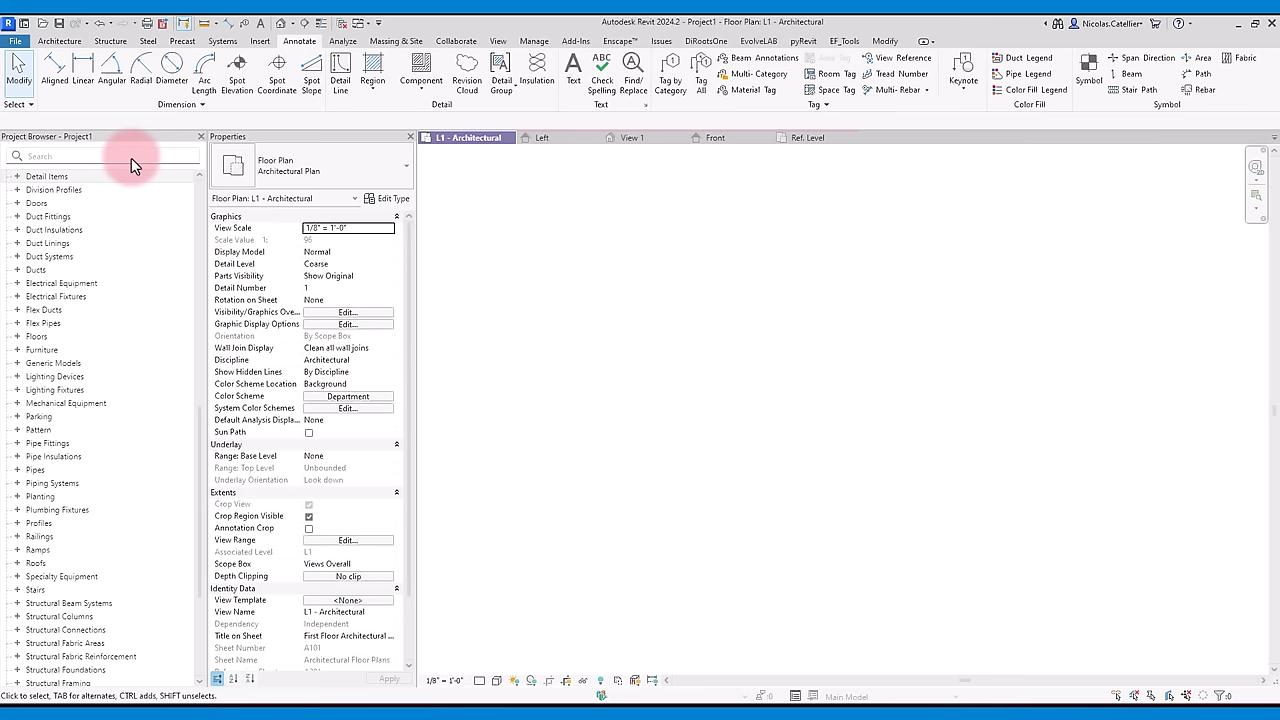 Autodesk Revit 2024.2 - Project1 - Floor Plan: L1 - Architectural
Nicolas.Catellier
File Architecture Structure Steel Precast Systems Insert Annotate Analyze Massing & Site Collaborate View Manage Add-Ins Enscape™ Issues DiRoots EvolveLAB pyRevit EF_Tools Modify
Modify
Aligned Linear Angular Radial Diameter Arc Length Spot Elevation Spot Coordinate Spot Slope
Detail Line Region Component Revision Cloud Detail Group Insulation
Text Check Spelling Find/ Replace
Tag by Category Tag All
Beam Annotations Area Tag View Reference
Multi- Category Room Tag Tread Number
Material Tag Space Tag Multi- Rebar
Keynote
Duct Legend
Pipe Legend
Color Fill Legend
Symbol
Span Direction Area Fabric
Beam Path
Stair Path Rebar
Select Dimension Detail Text Tag Color Fill Symbol
Project Browser - Project1
Search
Detail Items
Division Profiles
Doors
Duct Fittings
Duct Insulations
Duct Linings
Duct Systems
Ducts
Electrical Equipment
Electrical Fixtures
Flex Ducts
Flex Pipes
Floors
Furniture
Generic Models
Lighting Devices
Lighting Fixtures
Mechanical Equipment
Parking
Pattern
Pipe Fittings
Pipe Insulations
Pipes
Piping Systems
Planting
Plumbing Fixtures
Profiles
Railings
Ramps
Roofs
Specialty Equipment
Stairs
Structural Beam Systems
Structural Columns
Structural Connections
Structural Fabric Areas
Structural Fabric Reinforcement
Structural Foundations
Structural Framing
Properties
Floor Plan
Architectural Plan
Floor Plan: L1 - Architectural Edit Type
Graphics
View Scale 1/8" = 1'-0"
Scale Value 1: 96
Display Model Normal
Detail Level Coarse
Parts Visibility Show Original
Detail Number 1
Rotation on Sheet None
Visibility/Graphics Ove... Edit...
Graphic Display Options Edit...
Orientation By Scope Box
Wall Join Display Clean all wall joins
Discipline Architectural
Show Hidden Lines By Discipline
Color Scheme Location Background
Color Scheme Department
System Color Schemes Edit...
Default Analysis Displa... None
Sun Path
Underlay
Range: Base Level None
Range: Top Level Unbounded
Underlay Orientation Look down
Extents
Crop View
Crop Region Visible
Annotation Crop
View Range Edit...
Associated Level L1
Scope Box Views Overall
Depth Clipping No clip
Identity Data
View Template <None>
View Name L1 - Architectural
Dependency Independent
Title on Sheet First Floor Architectural ...
Sheet Number A101
Sheet Name Architectural Floor Plans
Apply
L1 - Architectural Left View 1 Front Ref. Level
1/8" = 1'-0"
Click to select, TAB for alternates, CTRL adds, SHIFT unselects.
:0 Main Model :0